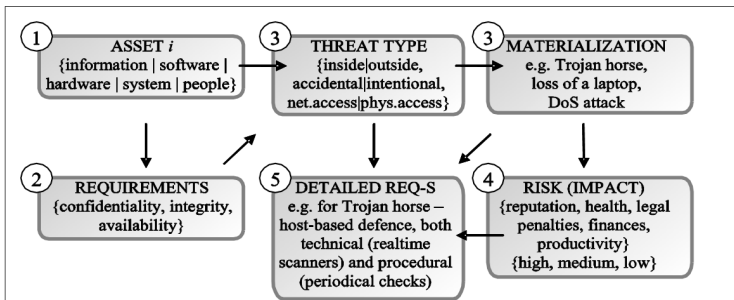 1
ASSET i
{information | software |
hardware | system | people}
3
THREAT TYPE
{inside|outside,
accidental|intentional,
net.access|phys.access}
3
MATERIALIZATION
e.g. Trojan horse,
loss of a laptop,
DoS attack
2
REQUIREMENTS
{confidentiality, integrity,
availability}
5
DETAILED REQ-S
e.g. for Trojan horse –
host-based defence, both
technical (realtime
scanners) and procedural
(periodical checks)
4
RISK (IMPACT)
{reputation, health, legal
penalties, finances,
productivity}
{high, medium, low}